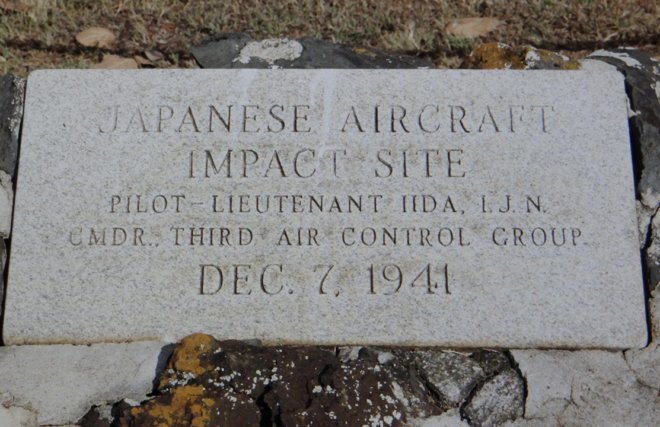 JAPANESE AIRCRAFT
IMPACT SITE
PILOT-LIEUTENANT IIDA, I.J.N.
CMDR., THIRD AIR CONTROL GROUP
DEC. 7, 1941